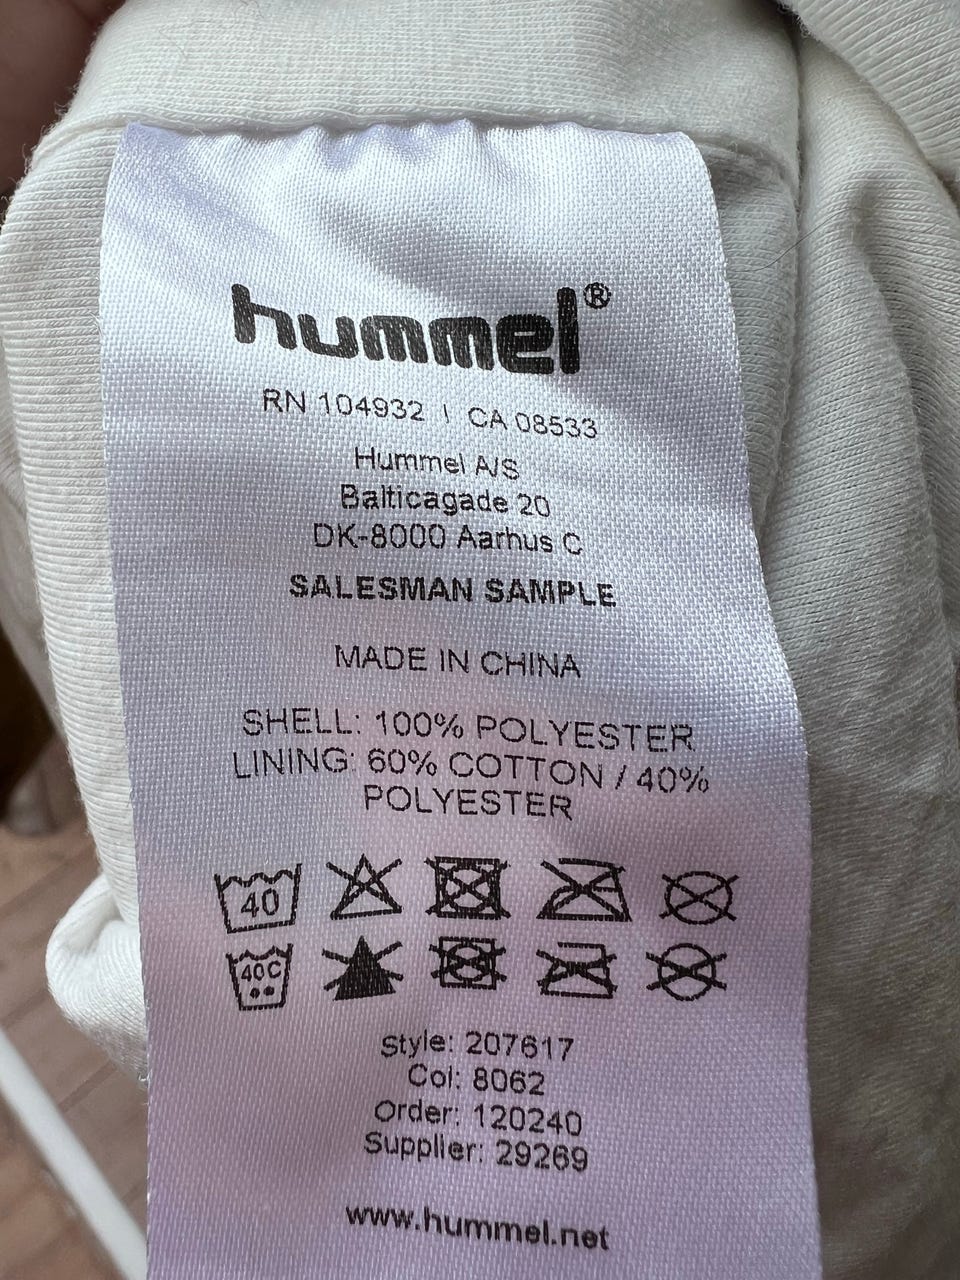 hummel®
RN 104932 | CA 08533
Hummel A/S
Balticagade 20
DK-8000 Aarhus C
SALESMAN SAMPLE
MADE IN CHINA
SHELL: 100% POLYESTER
LINING: 60% COTTON / 40%
POLYESTER
40
40C
Style: 207617
Col: 8062
Order: 120240
Supplier: 29269
www.hummel.net